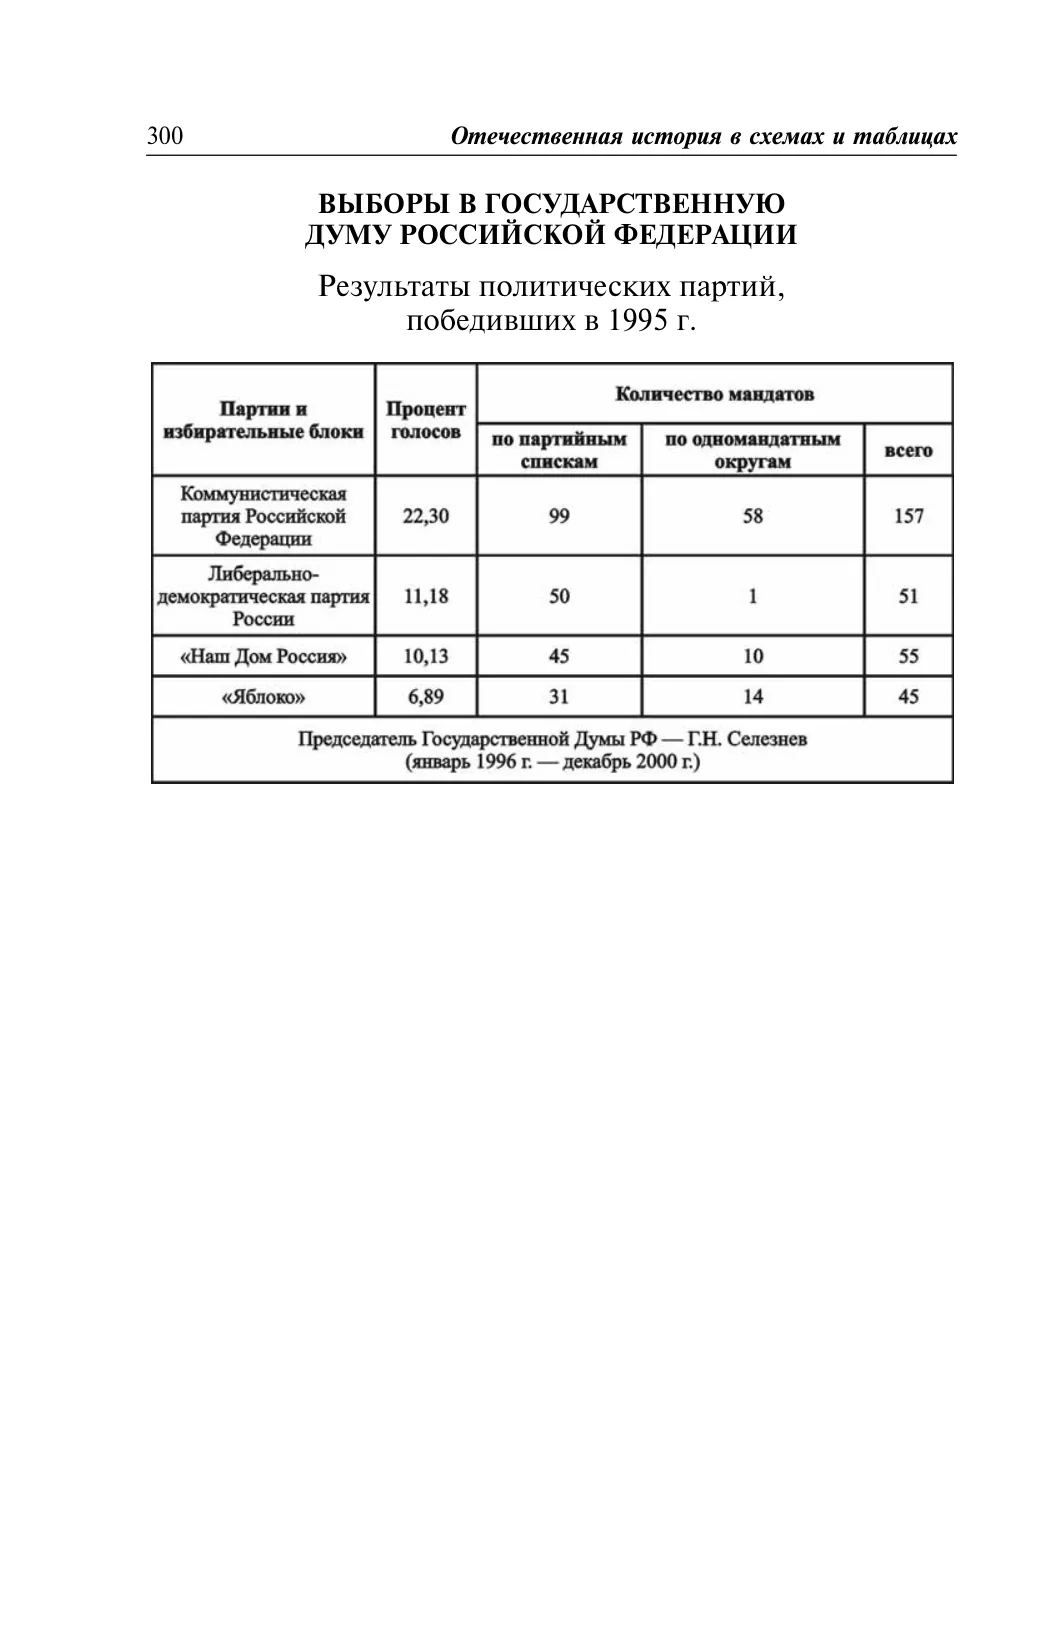 300 Отечественная история в схемах и таблицах
ВЫБОРЫ В ГОСУДАРСТВЕННУЮ
ДУМУ РОССИЙСКОЙ ФЕДЕРАЦИИ
Результаты политических партий,
победивших в 1995 г.
Партии и
избирательные блоки
Процент
голосов
Количество мандатов
по партийным
спискам
по одномандатным
округам
всего
Коммунистическая
партия Российской
Федерации
22,30 99 58 157
Либерально-
демократическая партия
России
11,18 50 1 51
«Наш Дом Россия» 10,13 45 10 55
«Яблоко» 6,89 31 14 45
Председатель Государственной Думы РФ — Г.Н. Селезнев
(январь 1996 г. — декабрь 2000 г.)